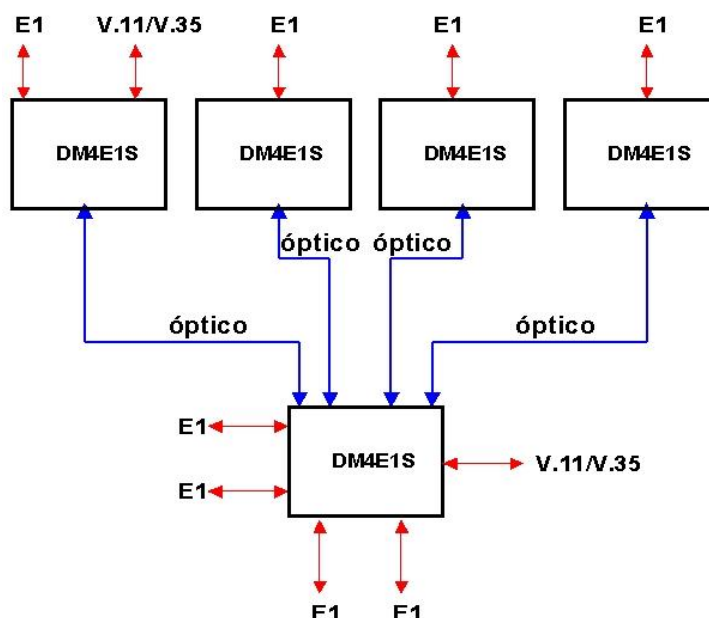 E1 V.11/V.35 E1 E1 E1
DM4E1S DM4E1S DM4E1S DM4E1S
óptico óptico
óptico óptico
E1
DM4E1S V.11/V.35
E1
E1 E1